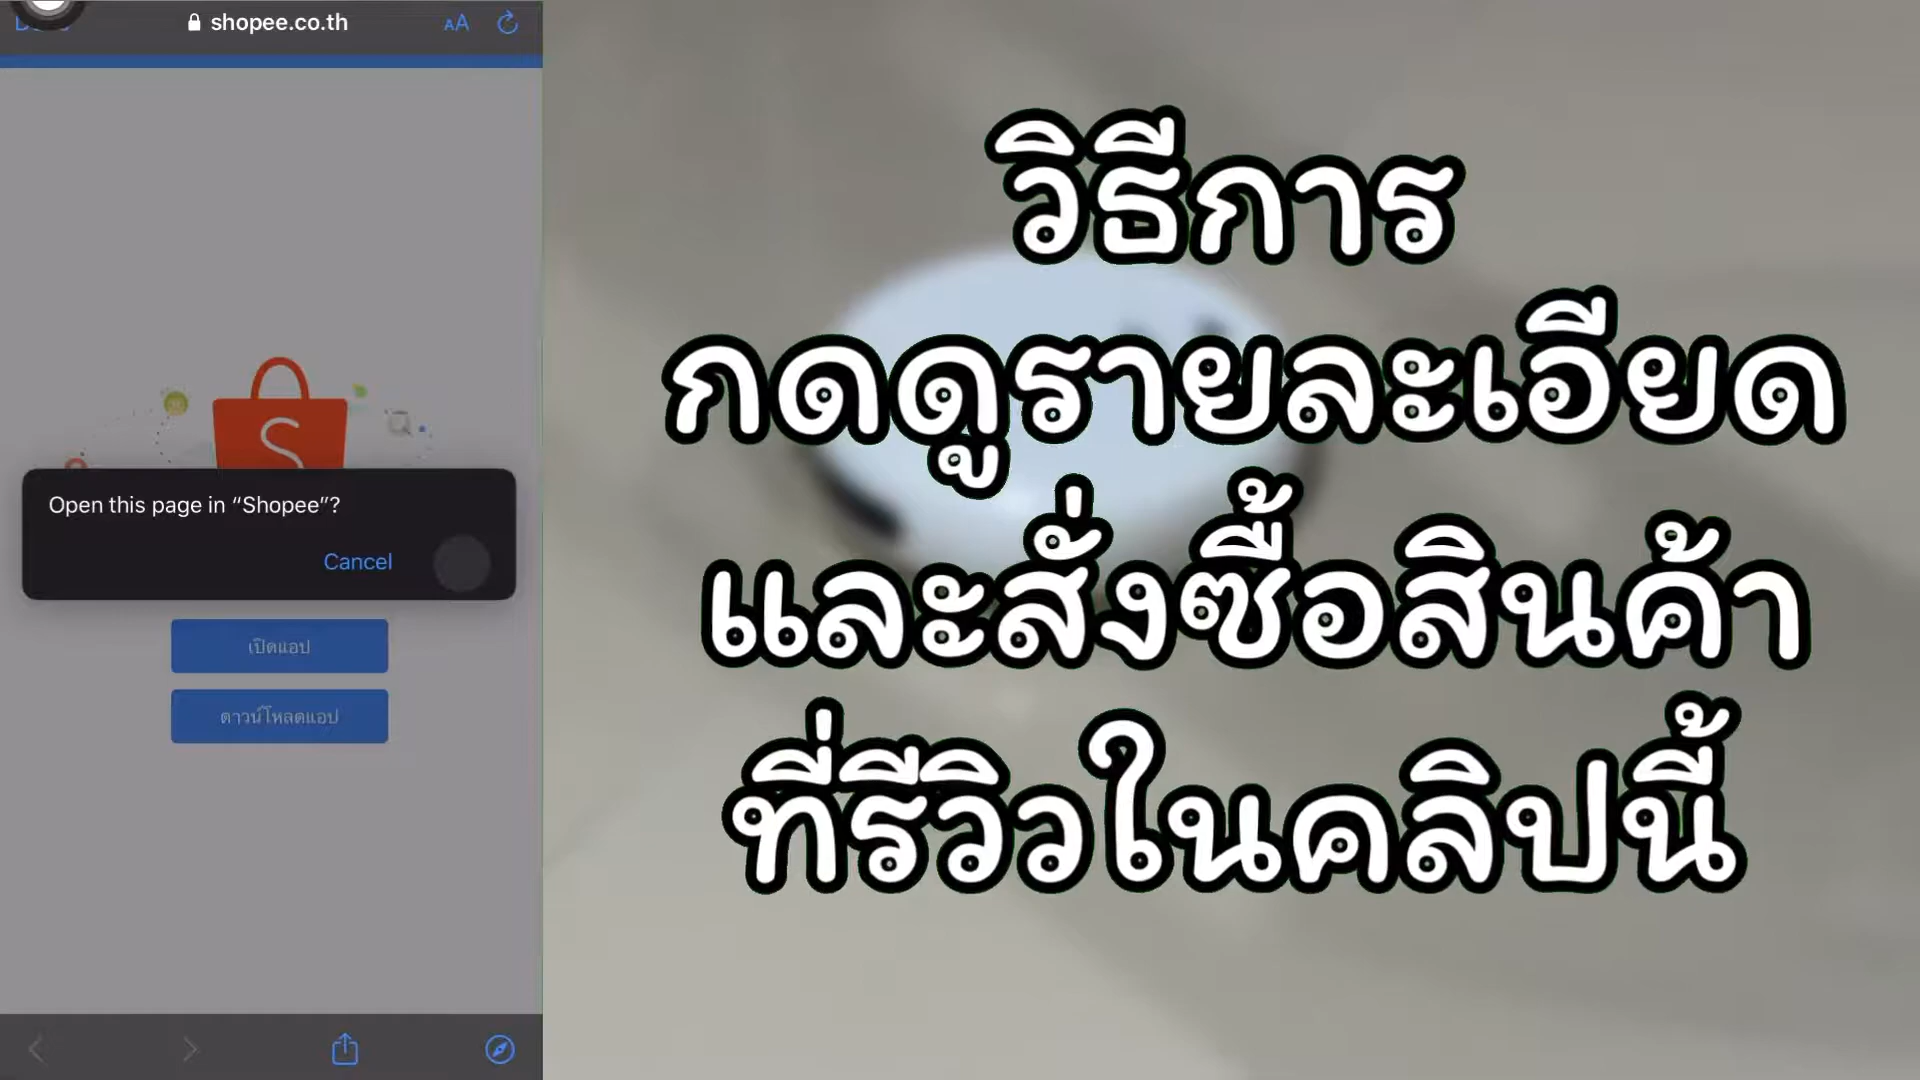 shopee.co.th
AA
Open this page in “Shopee”?
Cancel
เปิดแอป
ดาวน์โหลดแอป
วิธีการ
กดดูรายละเอียด
และสั่งซื้อสินค้า
ที่รีวิวในคลิปนี้